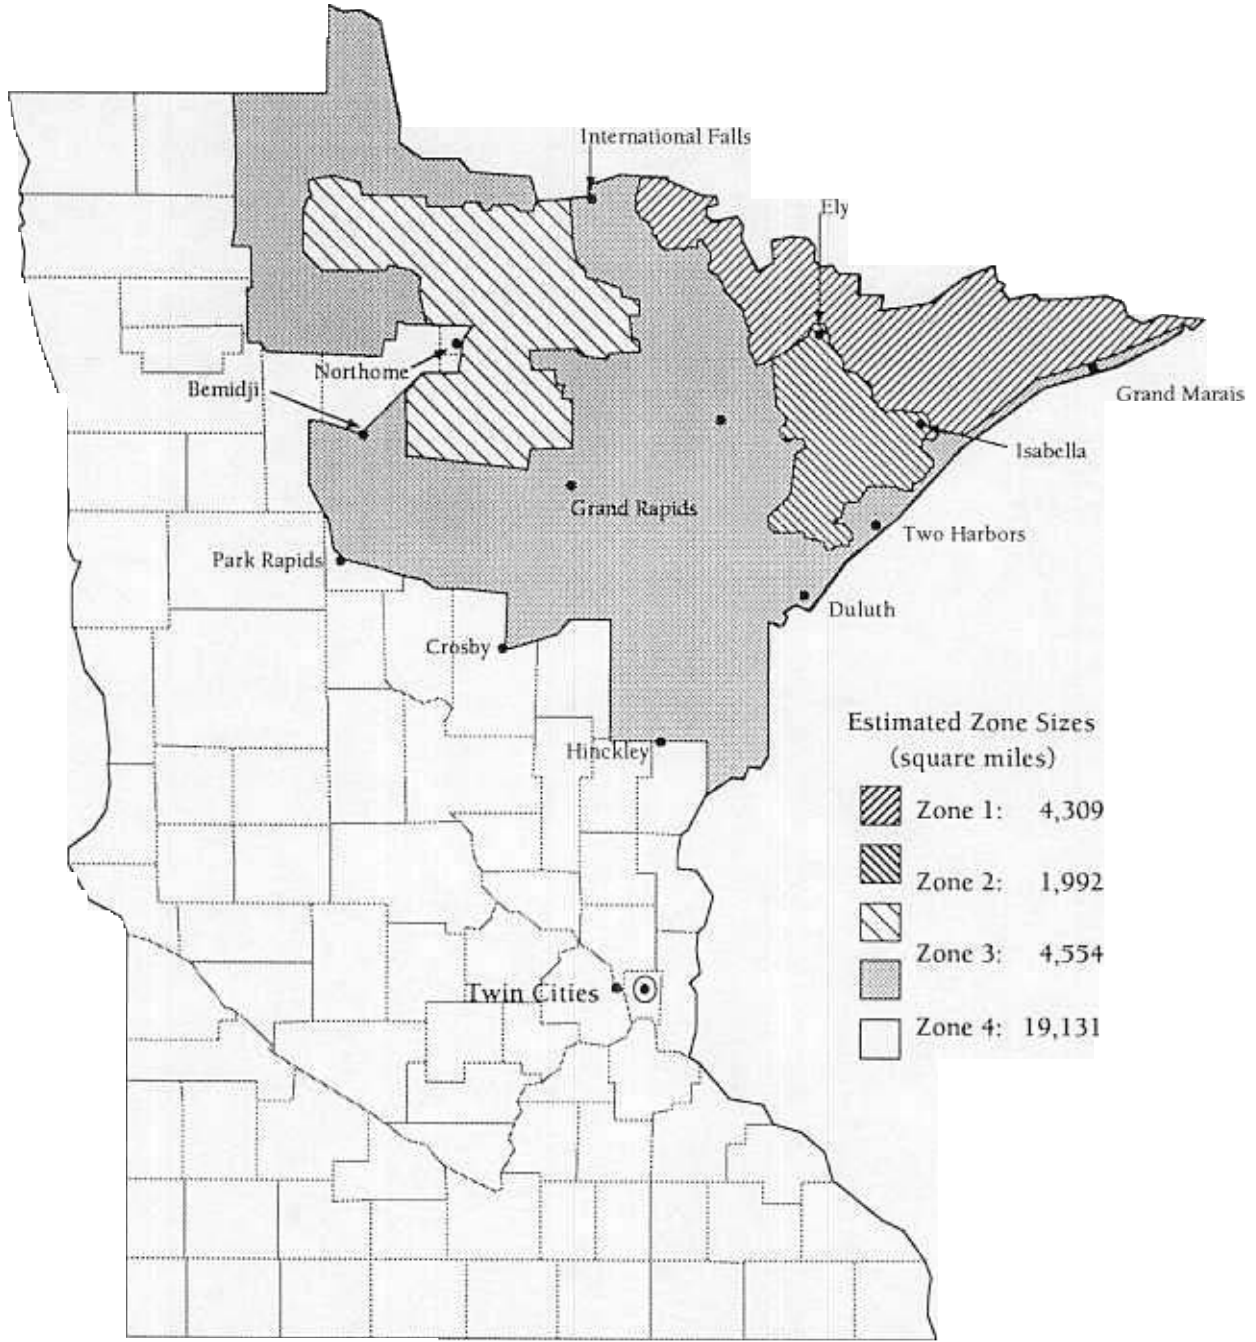 International Falls
Ely
Northome
Bemidji
Grand Marais
Isabella
Grand Rapids
Two Harbors
Park Rapids
Duluth
Crosby
Hinckley
Estimated Zone Sizes
(square miles)
Zone 1: 4,309
Zone 2: 1,992
Zone 3: 4,554
Twin Cities
Zone 4: 19,131